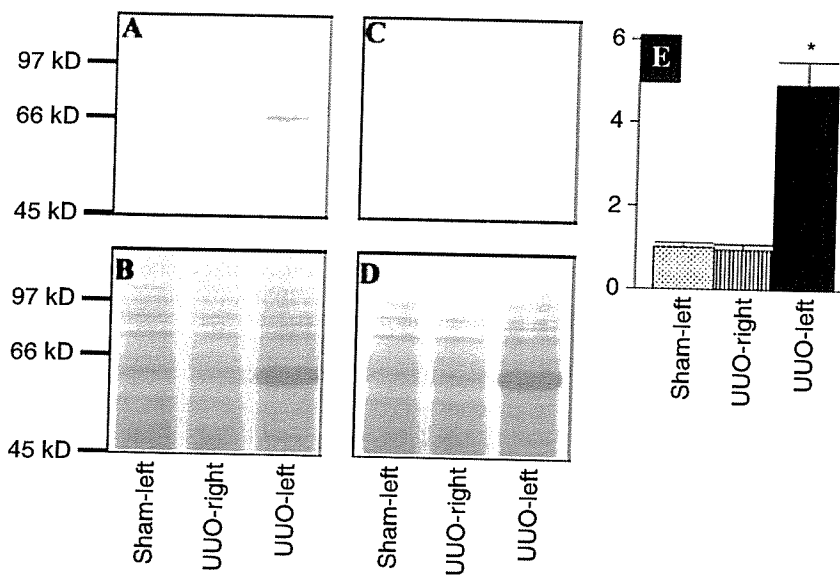 A
97 kD
66 kD
45 kD
C
E
6
4
2
0
*
Sham-left
UUO-right
UUO-left
B
97 kD
66 kD
45 kD
D
Sham-left
UUO-right
UUO-left
Sham-left
UUO-right
UUO-left